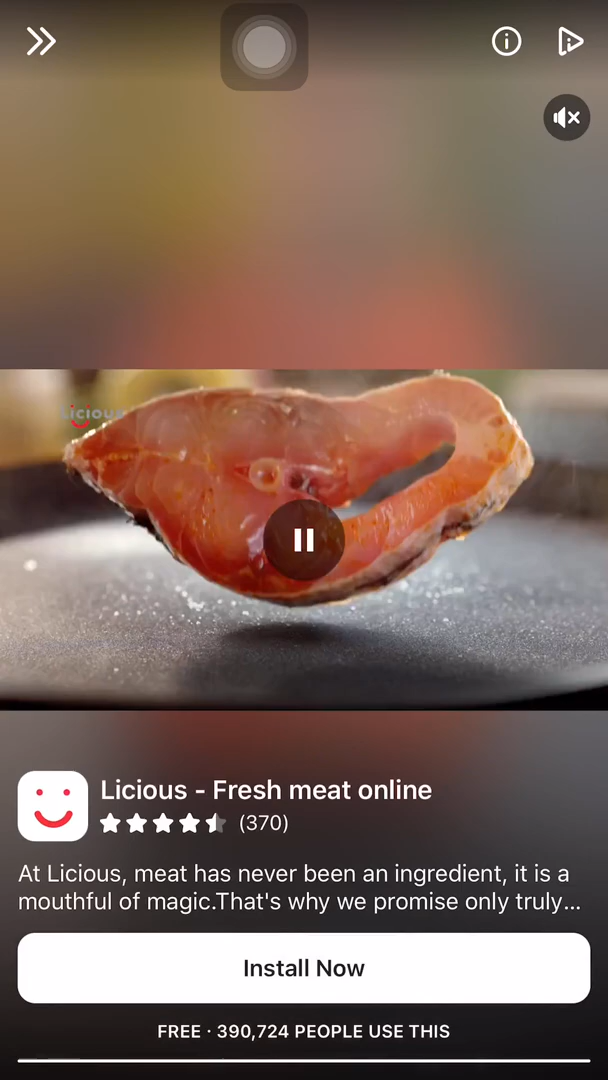 Licious
Licious - Fresh meat online
(370)
At Licious, meat has never been an ingredient, it is a
mouthful of magic.That's why we promise only truly...
Install Now
FREE · 390,724 PEOPLE USE THIS